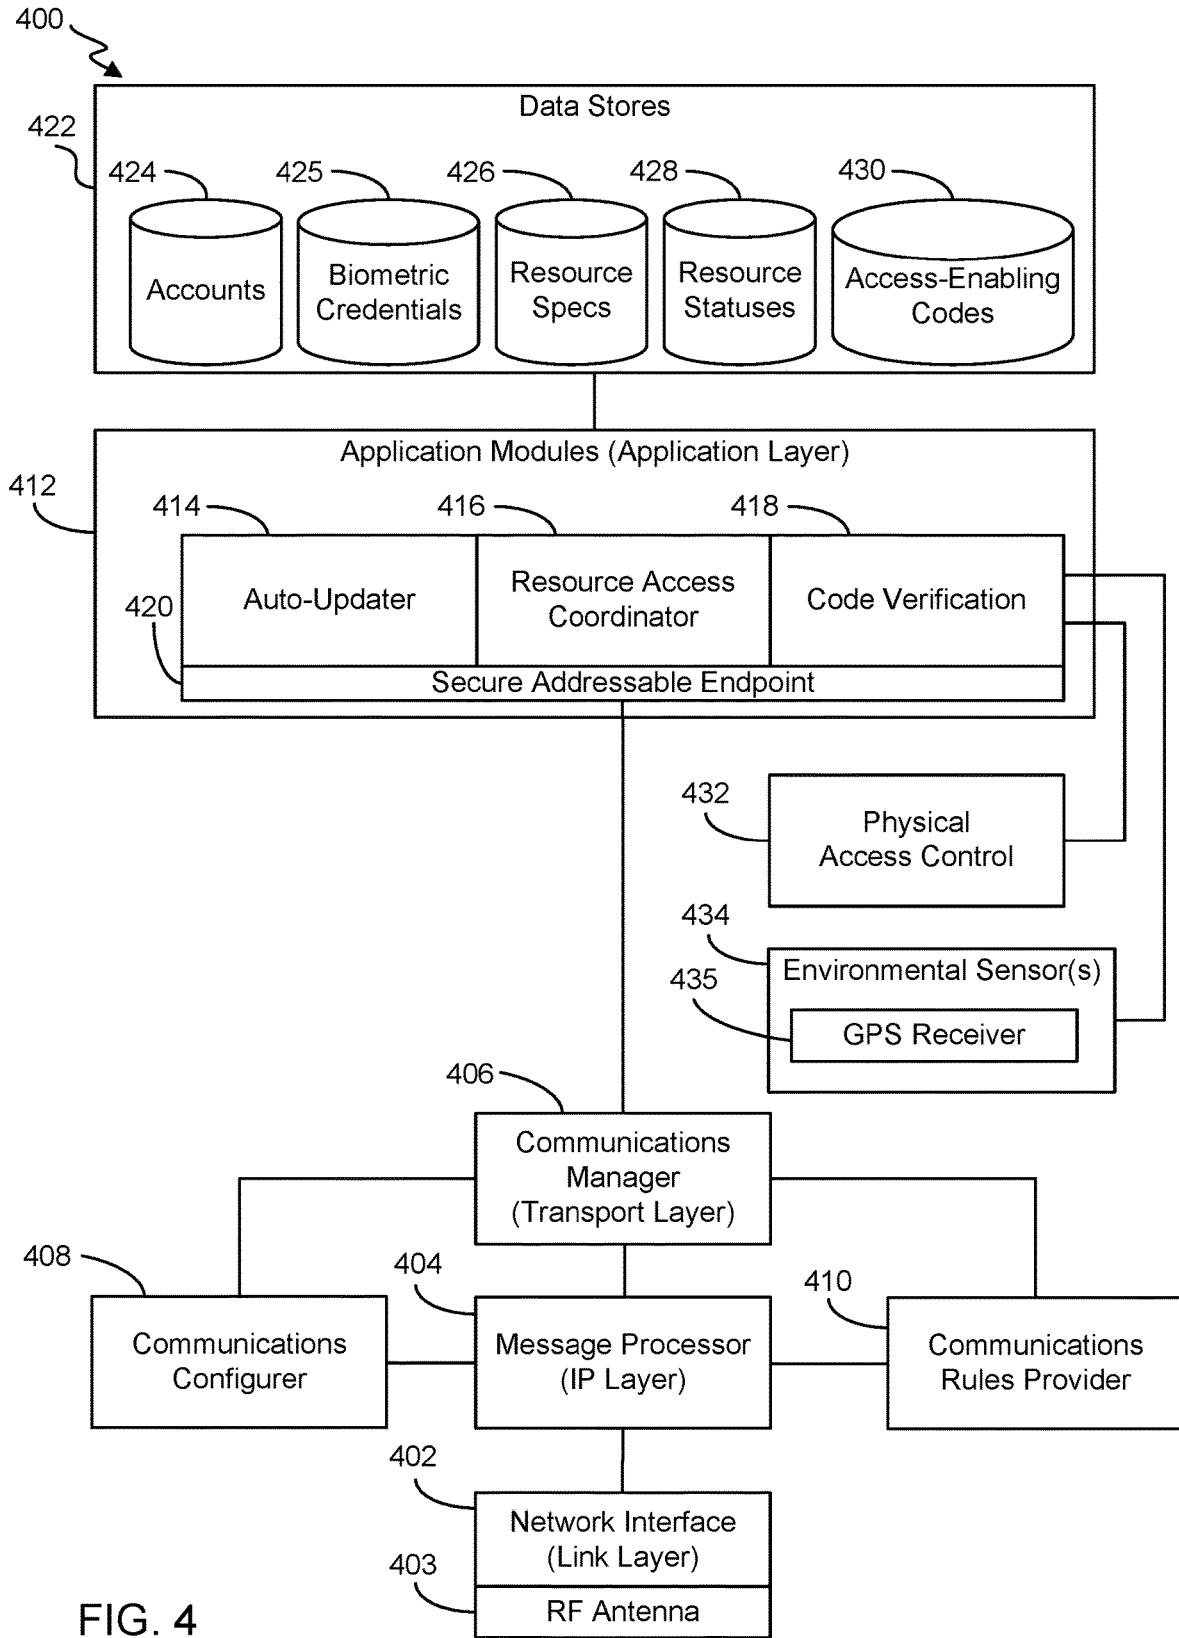 400
Data Stores
422
424
425
426
428
430
Accounts
Biometric
Credentials
Resource
Specs
Resource
Statuses
Access-Enabling
Codes
Application Modules (Application Layer)
412
414
416
418
Auto-Updater
Resource Access
Coordinator
Code Verification
420
Secure Addressable Endpoint
432
Physical
Access Control
434
Environmental Sensor(s)
435
GPS Receiver
406
Communications
Manager
(Transport Layer)
408
404
410
Communications
Configurer
Message Processor
(IP Layer)
Communications
Rules Provider
402
Network Interface
(Link Layer)
403
RF Antenna
FIG. 4